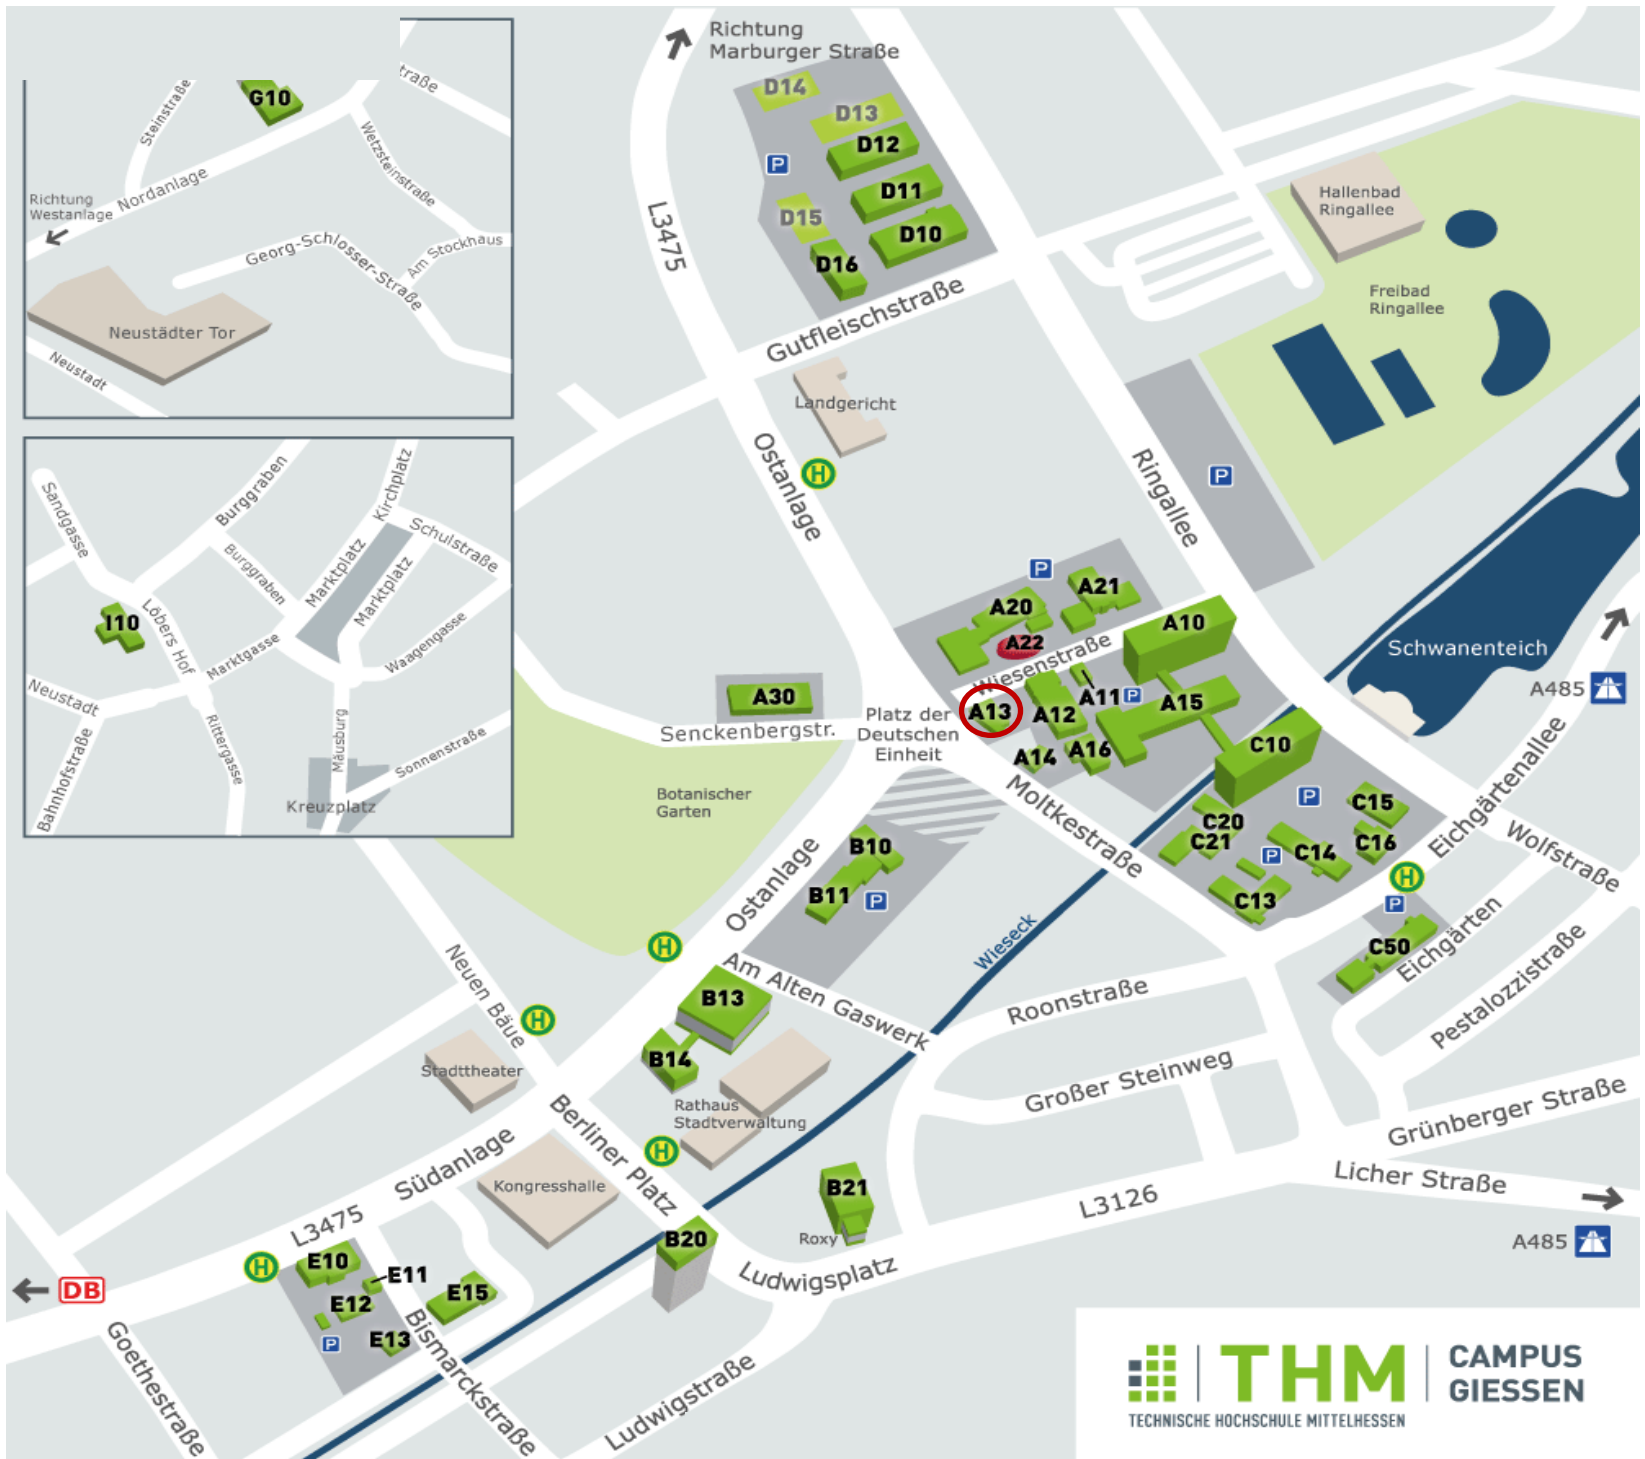 Richtung
Marburger Straße
traße
G10
Steinstraße
Wetzsteinstraße
Nordanlage
Richtung
Westanlage
Georg-Schlosser-Straße
Am Stockhaus
Neustädter Tor
Neustadt
D14
D13
D12
D11
D15
D10
D16
P
L3475
Gutfleischstraße
Hallenbad
Ringallee
Freibad
Ringallee
Landgericht
H
Ostanlage
Ringallee
P
Sandgasse
Burggraben
Kirchplatz
Schulstraße
Burggraben
Marktplatz
Marktplatz
I10
Löbers Hof
Marktgasse
Waagengasse
Neustadt
Rittergasse
Mäusburg
Sonnenstraße
Bahnhofstraße
Kreuzplatz
P
A21
A20
A22
A10
Wiesenstraße
A13
A12
A11
P
A15
A14
A16
A30
Senckenbergstr.
Platz der
Deutschen
Einheit
Schwanenteich
A485
C10
P
C15
C20
C21
C16
P
C14
C13
H
P
C50
Eichgärtenallee
Wolfstraße
Eichgärten
Pestalozzistraße
Moltkestraße
Botanischer
Garten
B10
B11
P
Ostanlage
Wieseck
H
Am Alten Gaswerk
B13
B14
Neuen Bäue
H
Stadttheater
Rathaus
Stadtverwaltung
Roonstraße
Großer Steinweg
Grünberger Straße
Licher Straße
Berliner Platz
H
Südanlage
Kongresshalle
B21
Roxy
L3126
A485
B20
Ludwigsplatz
L3475
H
E10
E11
E12
E15
E13
P
DB
Goethestraße
Bismarckstraße
Ludwigstraße
THM
CAMPUS
GIESSEN
TECHNISCHE HOCHSCHULE MITTELHESSEN